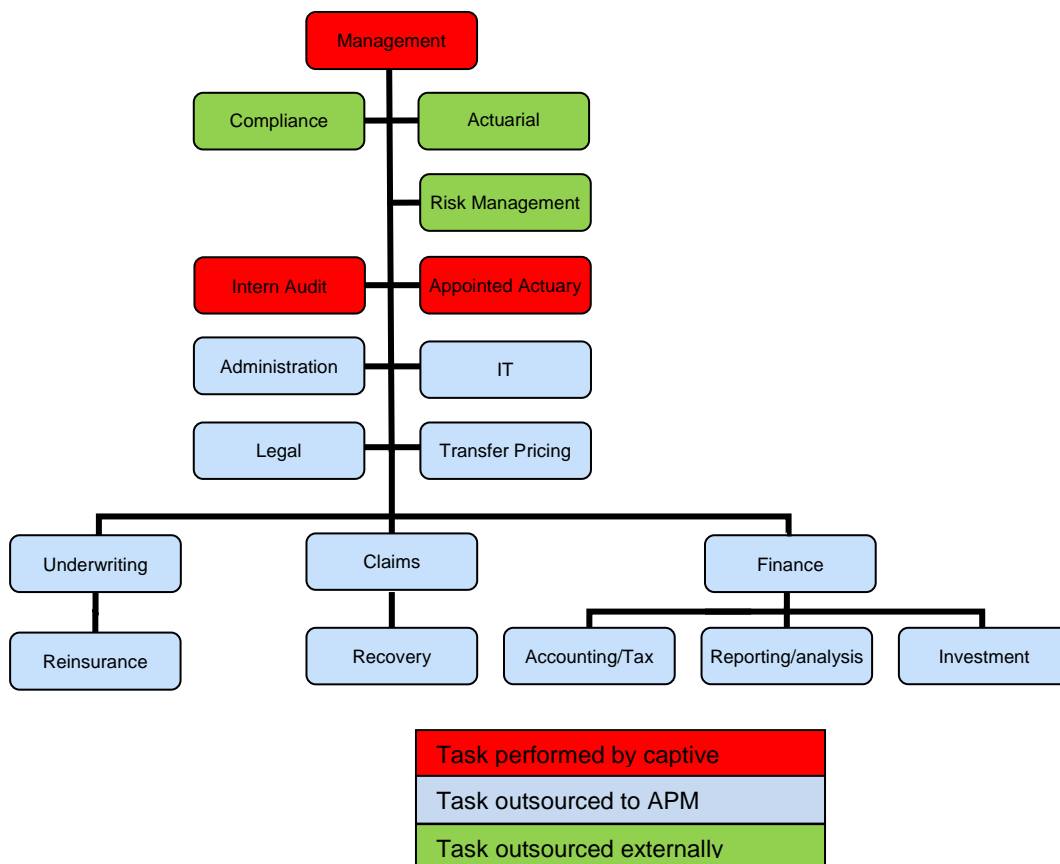 Management
Compliance
Actuarial
Risk Management
Intern Audit
Appointed Actuary
Administration
IT
Legal
Transfer Pricing
Underwriting
Claims
Finance
Reinsurance
Recovery
Accounting/Tax
Reporting/analysis
Investment
Task performed by captive
Task outsourced to APM
Task outsourced externally